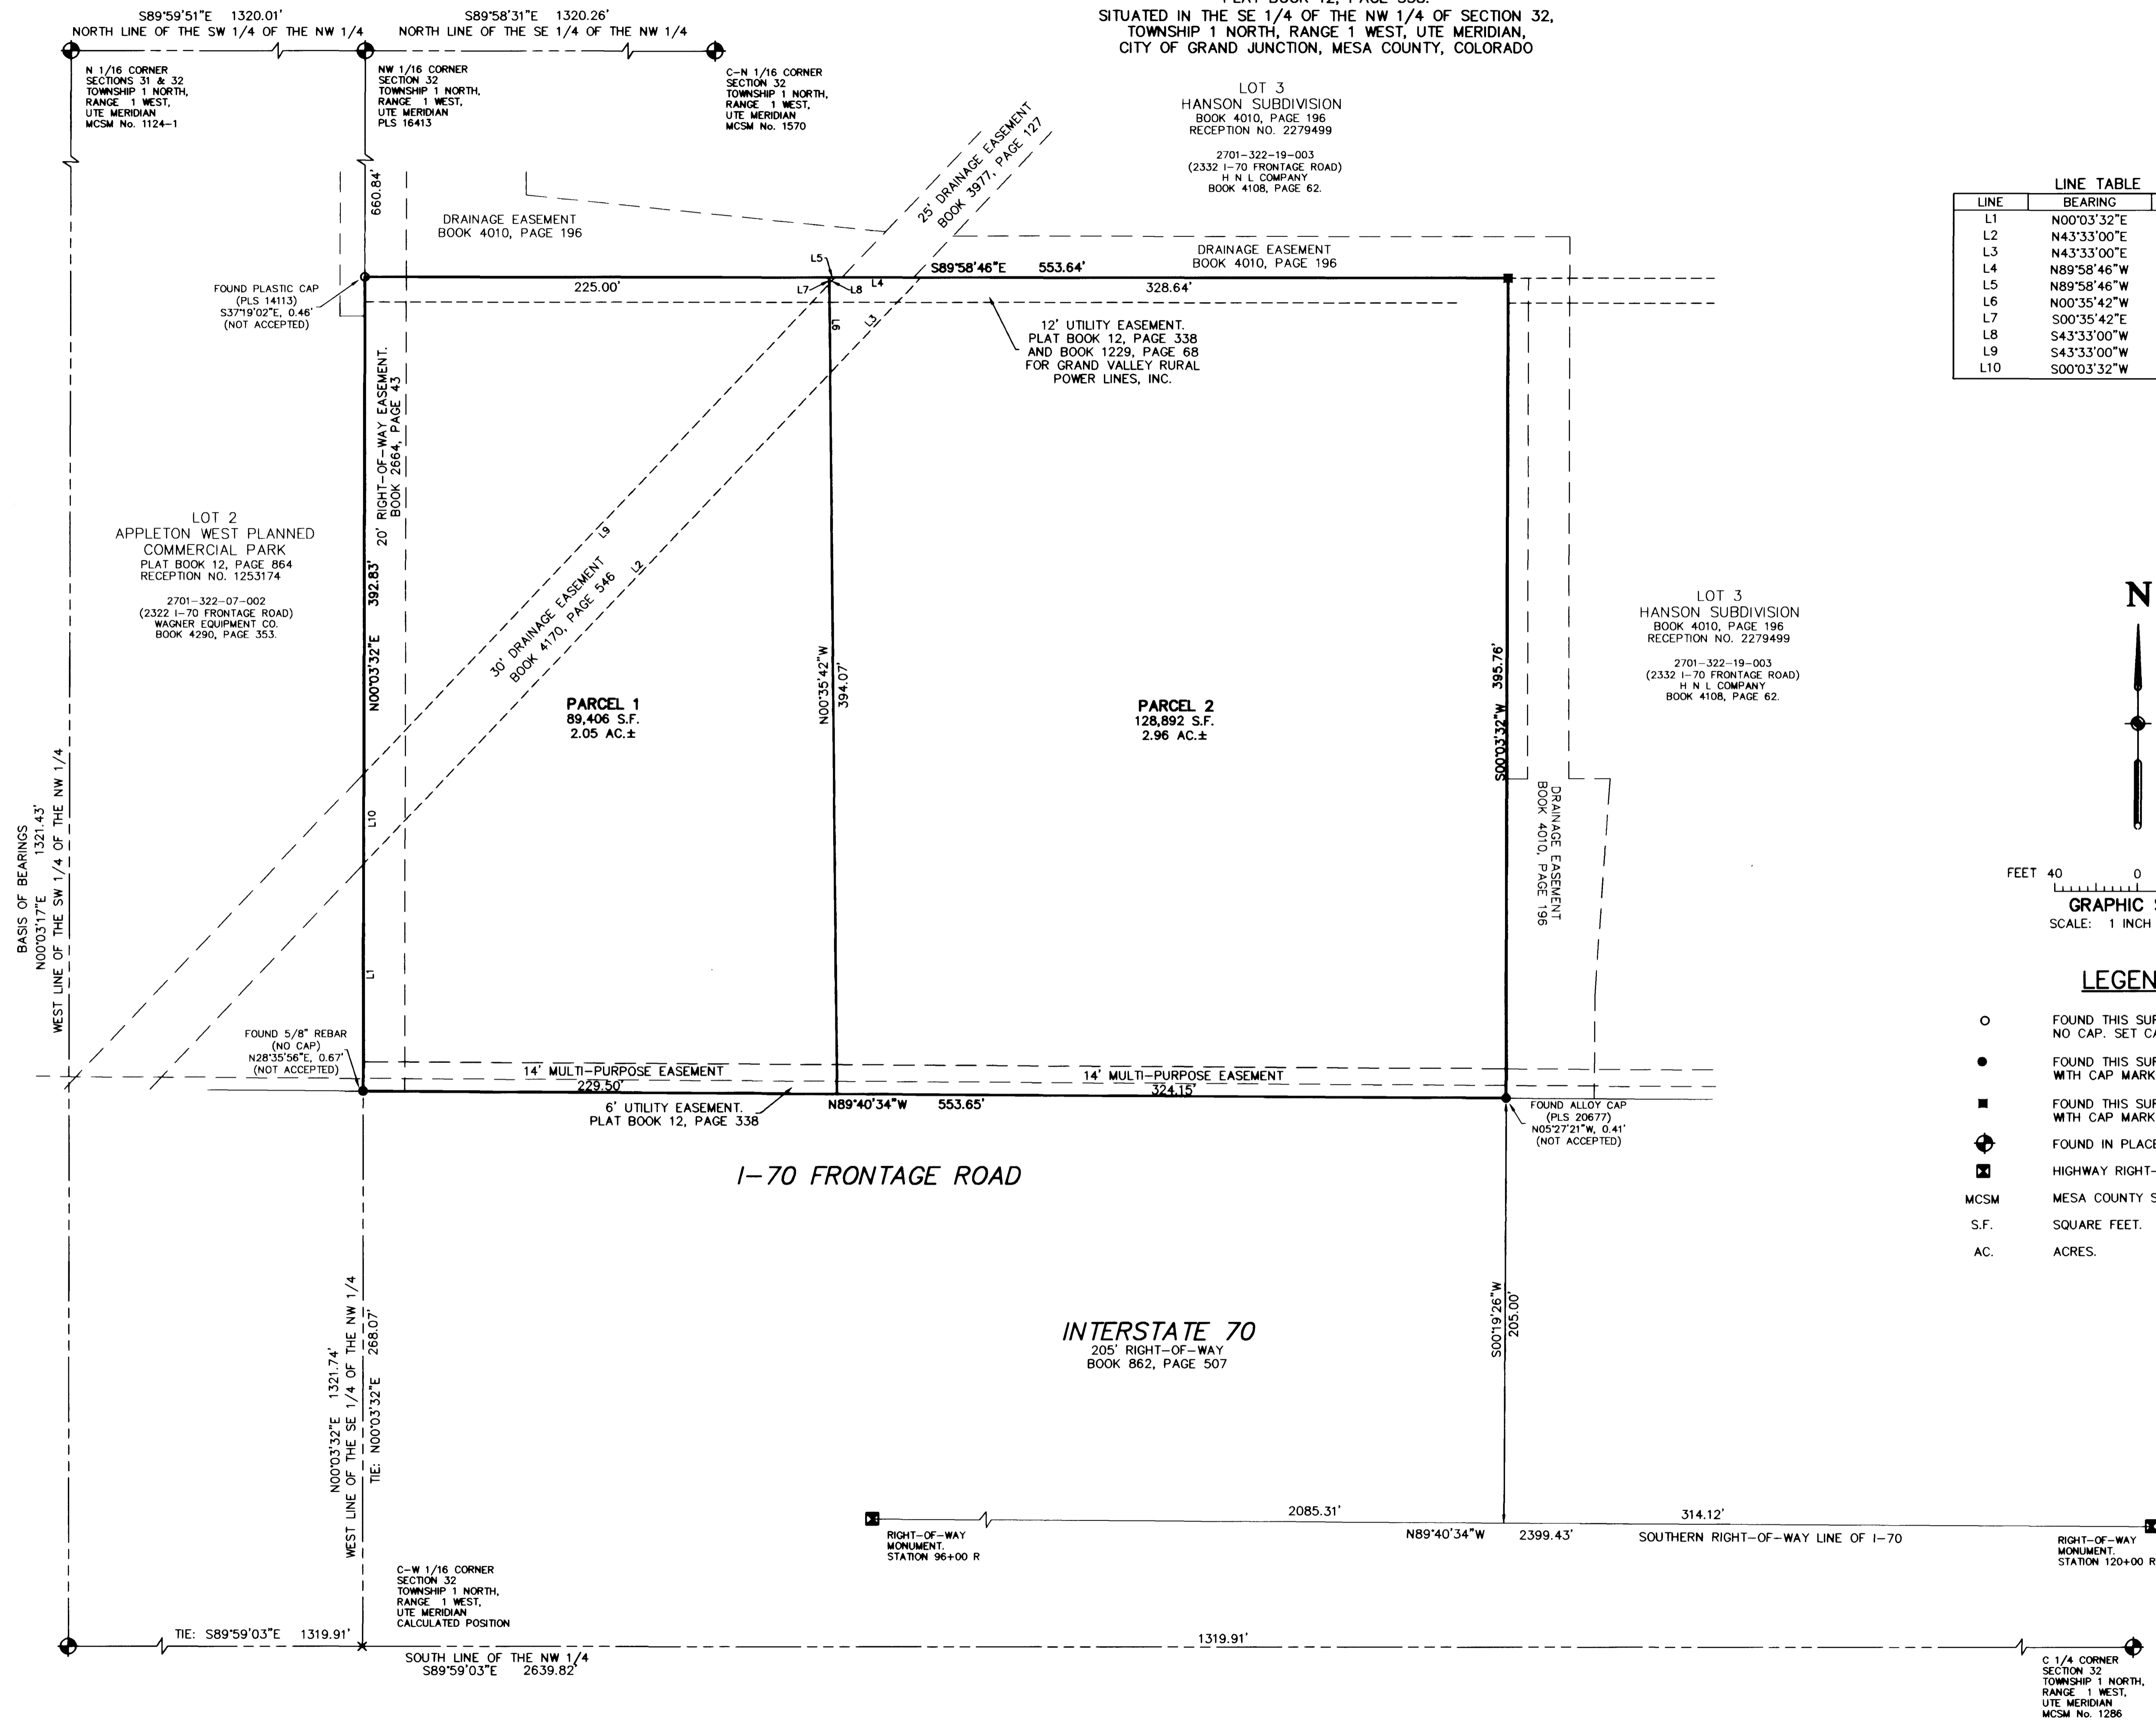 PLAT BOOK 12, PAGE 338.
SITUATED IN THE SE 1/4 OF THE NW 1/4 OF SECTION 32,
TOWNSHIP 1 NORTH, RANGE 1 WEST, UTE MERIDIAN,
CITY OF GRAND JUNCTION, MESA COUNTY, COLORADO
S89°59'51"E 1320.01'
NORTH LINE OF THE SW 1/4 OF THE NW 1/4
S89°58'31"E 1320.26'
NORTH LINE OF THE SE 1/4 OF THE NW 1/4
N 1/16 CORNER
SECTIONS 31 & 32
TOWNSHIP 1 NORTH,
RANGE 1 WEST,
UTE MERIDIAN
MCSM No. 1124-1
NW 1/16 CORNER
SECTION 32
TOWNSHIP 1 NORTH,
RANGE 1 WEST,
UTE MERIDIAN
PLS 16413
C-N 1/16 CORNER
SECTION 32
TOWNSHIP 1 NORTH,
RANGE 1 WEST,
UTE MERIDIAN
MCSM No. 1570
LOT 3
HANSON SUBDIVISION
BOOK 4010, PAGE 196
RECEPTION NO. 2279499
2701-322-19-003
(2332 I-70 FRONTAGE ROAD)
H N L COMPANY
BOOK 4108, PAGE 62.
25' DRAINAGE EASEMENT
BOOK 3977, PAGE 127
660.84'
DRAINAGE EASEMENT
BOOK 4010, PAGE 196
DRAINAGE EASEMENT
BOOK 4010, PAGE 196
LINE TABLE
LINE BEARING
L1 N00°03'32"E
L2 N43°33'00"E
L3 N43°33'00"E
L4 N89°58'46"W
L5 N89°58'46"W
L6 N00°35'42"W
L7 S00°35'42"E
L8 S43°33'00"W
L9 S43°33'00"W
L10 S00°03'32"W
L5
S89°58'46"E 553.64'
225.00'
L7
L8
L4
328.64'
FOUND PLASTIC CAP
(PLS 14113)
S37°19'02"E, 0.46'
(NOT ACCEPTED)
L6
L3
12' UTILITY EASEMENT.
PLAT BOOK 12, PAGE 338
AND BOOK 1229, PAGE 68
FOR GRAND VALLEY RURAL
POWER LINES, INC.
20' RIGHT-OF-WAY EASEMENT.
BOOK 2664, PAGE 43
LOT 2
APPLETON WEST PLANNED
COMMERCIAL PARK
PLAT BOOK 12, PAGE 864
RECEPTION NO. 1253174
2701-322-07-002
(2322 I-70 FRONTAGE ROAD)
WAGNER EQUIPMENT CO.
BOOK 4290, PAGE 353.
N00°03'32"E 392.83'
L9
L2
30' DRAINAGE EASEMENT
BOOK 4170, PAGE 546
PARCEL 1
89,406 S.F.
2.05 AC.±
N00°35'42"W
394.07'
PARCEL 2
128,892 S.F.
2.96 AC.±
S00°03'32"W 395.76'
LOT 3
HANSON SUBDIVISION
BOOK 4010, PAGE 196
RECEPTION NO. 2279499
2701-322-19-003
(2332 I-70 FRONTAGE ROAD)
H N L COMPANY
BOOK 4108, PAGE 62.
N
DRAINAGE EASEMENT
BOOK 4010, PAGE 196
BASIS OF BEARINGS
N00°03'17"E 1321.43'
WEST LINE OF THE SW 1/4 OF THE NW 1/4
L10
L1
FEET 40 0
GRAPHIC
SCALE: 1 INCH
FOUND THIS
NO CAP. SET
FOUND THIS
WITH CAP
FOUND THIS
WITH CAP
FOUND IN
HIGHWAY
MCSM MESA COUNTY
S.F. SQUARE FEET.
AC. ACRES.
FOUND 5/8" REBAR
(NO CAP)
N28°35'56"E, 0.67'
(NOT ACCEPTED)
14' MULTI-PURPOSE EASEMENT
229.50'
14' MULTI-PURPOSE EASEMENT
324.15'
6' UTILITY EASEMENT.
PLAT BOOK 12, PAGE 338
N89°40'34"W 553.65'
FOUND ALLOY CAP
(PLS 20677)
N05°27'21"W, 0.41'
(NOT ACCEPTED)
I-70 FRONTAGE ROAD
INTERSTATE 70
205' RIGHT-OF-WAY
BOOK 862, PAGE 507
S00°19'26"W
205.00'
N00°03'32"E 1321.74'
WEST LINE OF THE SE 1/4 OF THE NW 1/4
TIE: N00°03'32"E 268.07'
2085.31'
314.12'
N89°40'34"W 2399.43' SOUTHERN RIGHT-OF-WAY LINE OF I-70
RIGHT-OF-WAY
MONUMENT.
STATION 96+00 R
RIGHT-OF-WAY
MONUMENT.
STATION 120+00 R
C-W 1/16 CORNER
SECTION 32
TOWNSHIP 1 NORTH,
RANGE 1 WEST,
UTE MERIDIAN
CALCULATED POSITION
TIE: S89°59'03"E 1319.91'
1319.91'
SOUTH LINE OF THE NW 1/4
S89°59'03"E 2639.82'
C 1/4 CORNER
SECTION 32
TOWNSHIP 1 NORTH,
RANGE 1 WEST,
UTE MERIDIAN
MCSM No. 1286